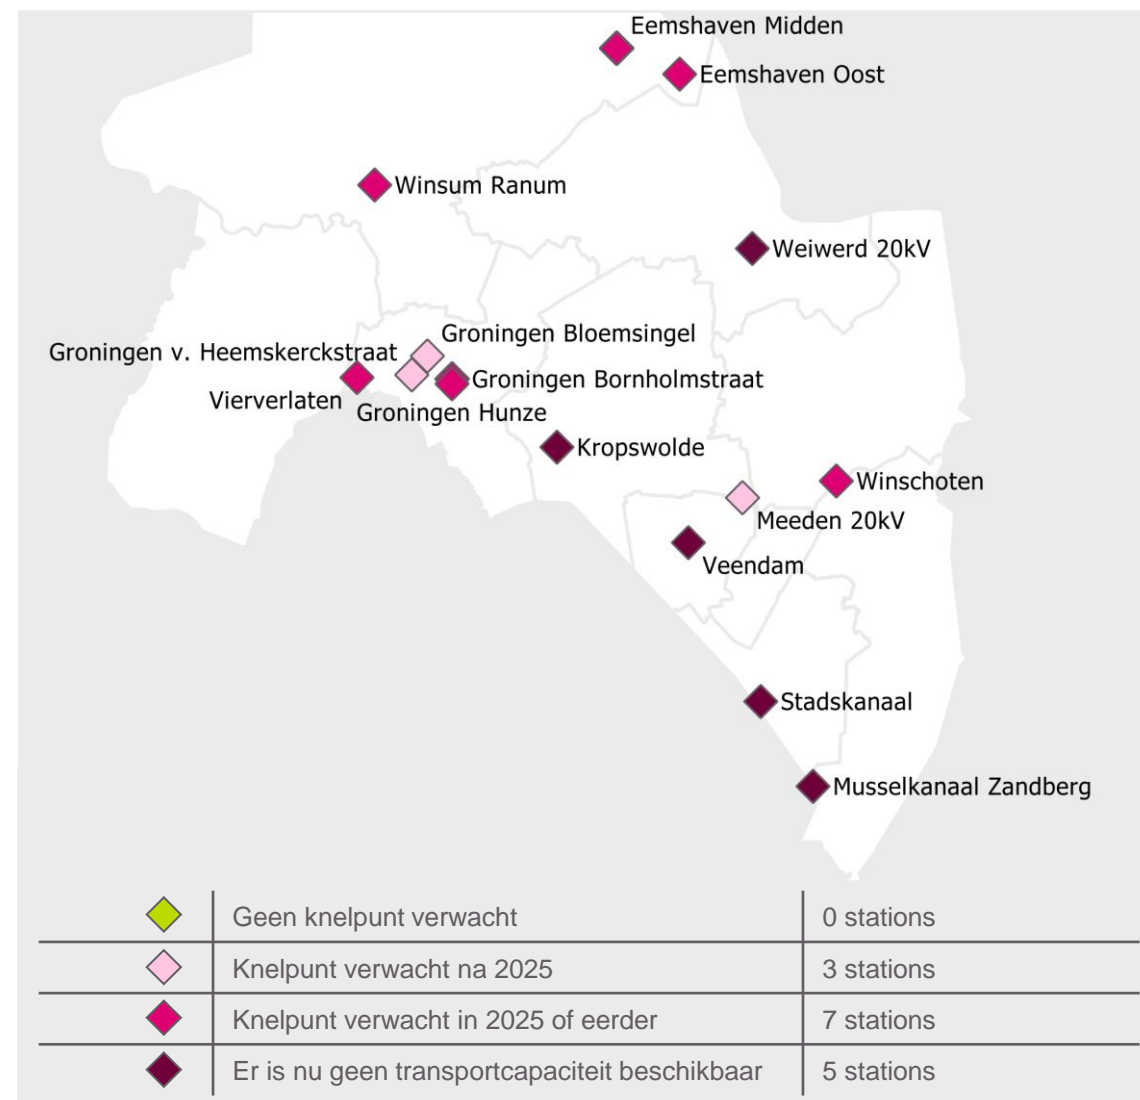 Eemshaven Midden
Eemshaven Oost
Winsum Ranum
Weiwerd 20kV
Groningen Bloemsingel
Groningen v. Heemskerckstraat
Groningen Bornholmstraat
Vierverlaten
Groningen Hunze
Kropswolde
Winschoten
Meeden 20kV
Veendam
Stadskanaal
Musselkanaal Zandberg
Geen knelpunt verwacht 0 stations
Knelpunt verwacht na 2025 3 stations
Knelpunt verwacht in 2025 of eerder 7 stations
Er is nu geen transportcapaciteit beschikbaar 5 stations